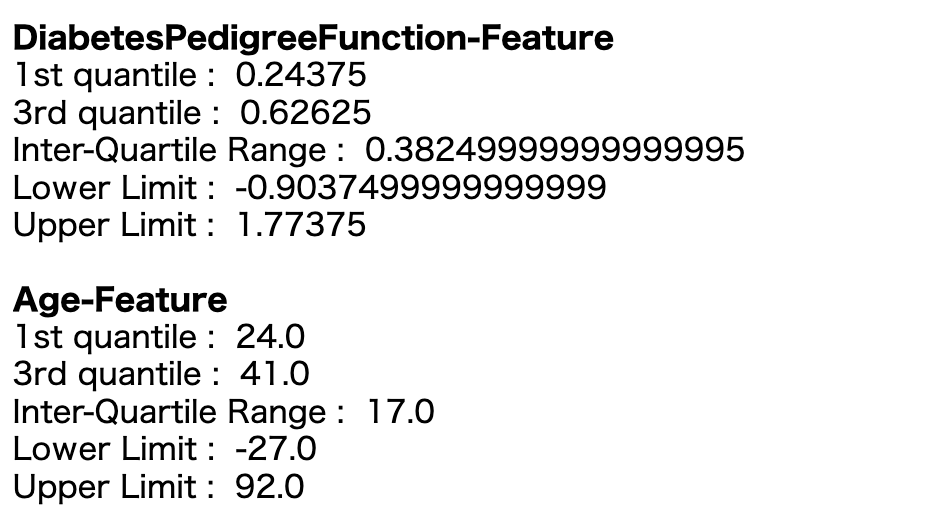 DiabetesPedigreeFunction-Feature
1st quantile :  0.24375
3rd quantile :  0.62625
Inter-Quartile Range :  0.38249999999999995
Lower Limit :  -0.9037499999999999
Upper Limit :  1.77375
Age-Feature
1st quantile :  24.0
3rd quantile :  41.0
Inter-Quartile Range :  17.0
Lower Limit :  -27.0
Upper Limit :  92.0